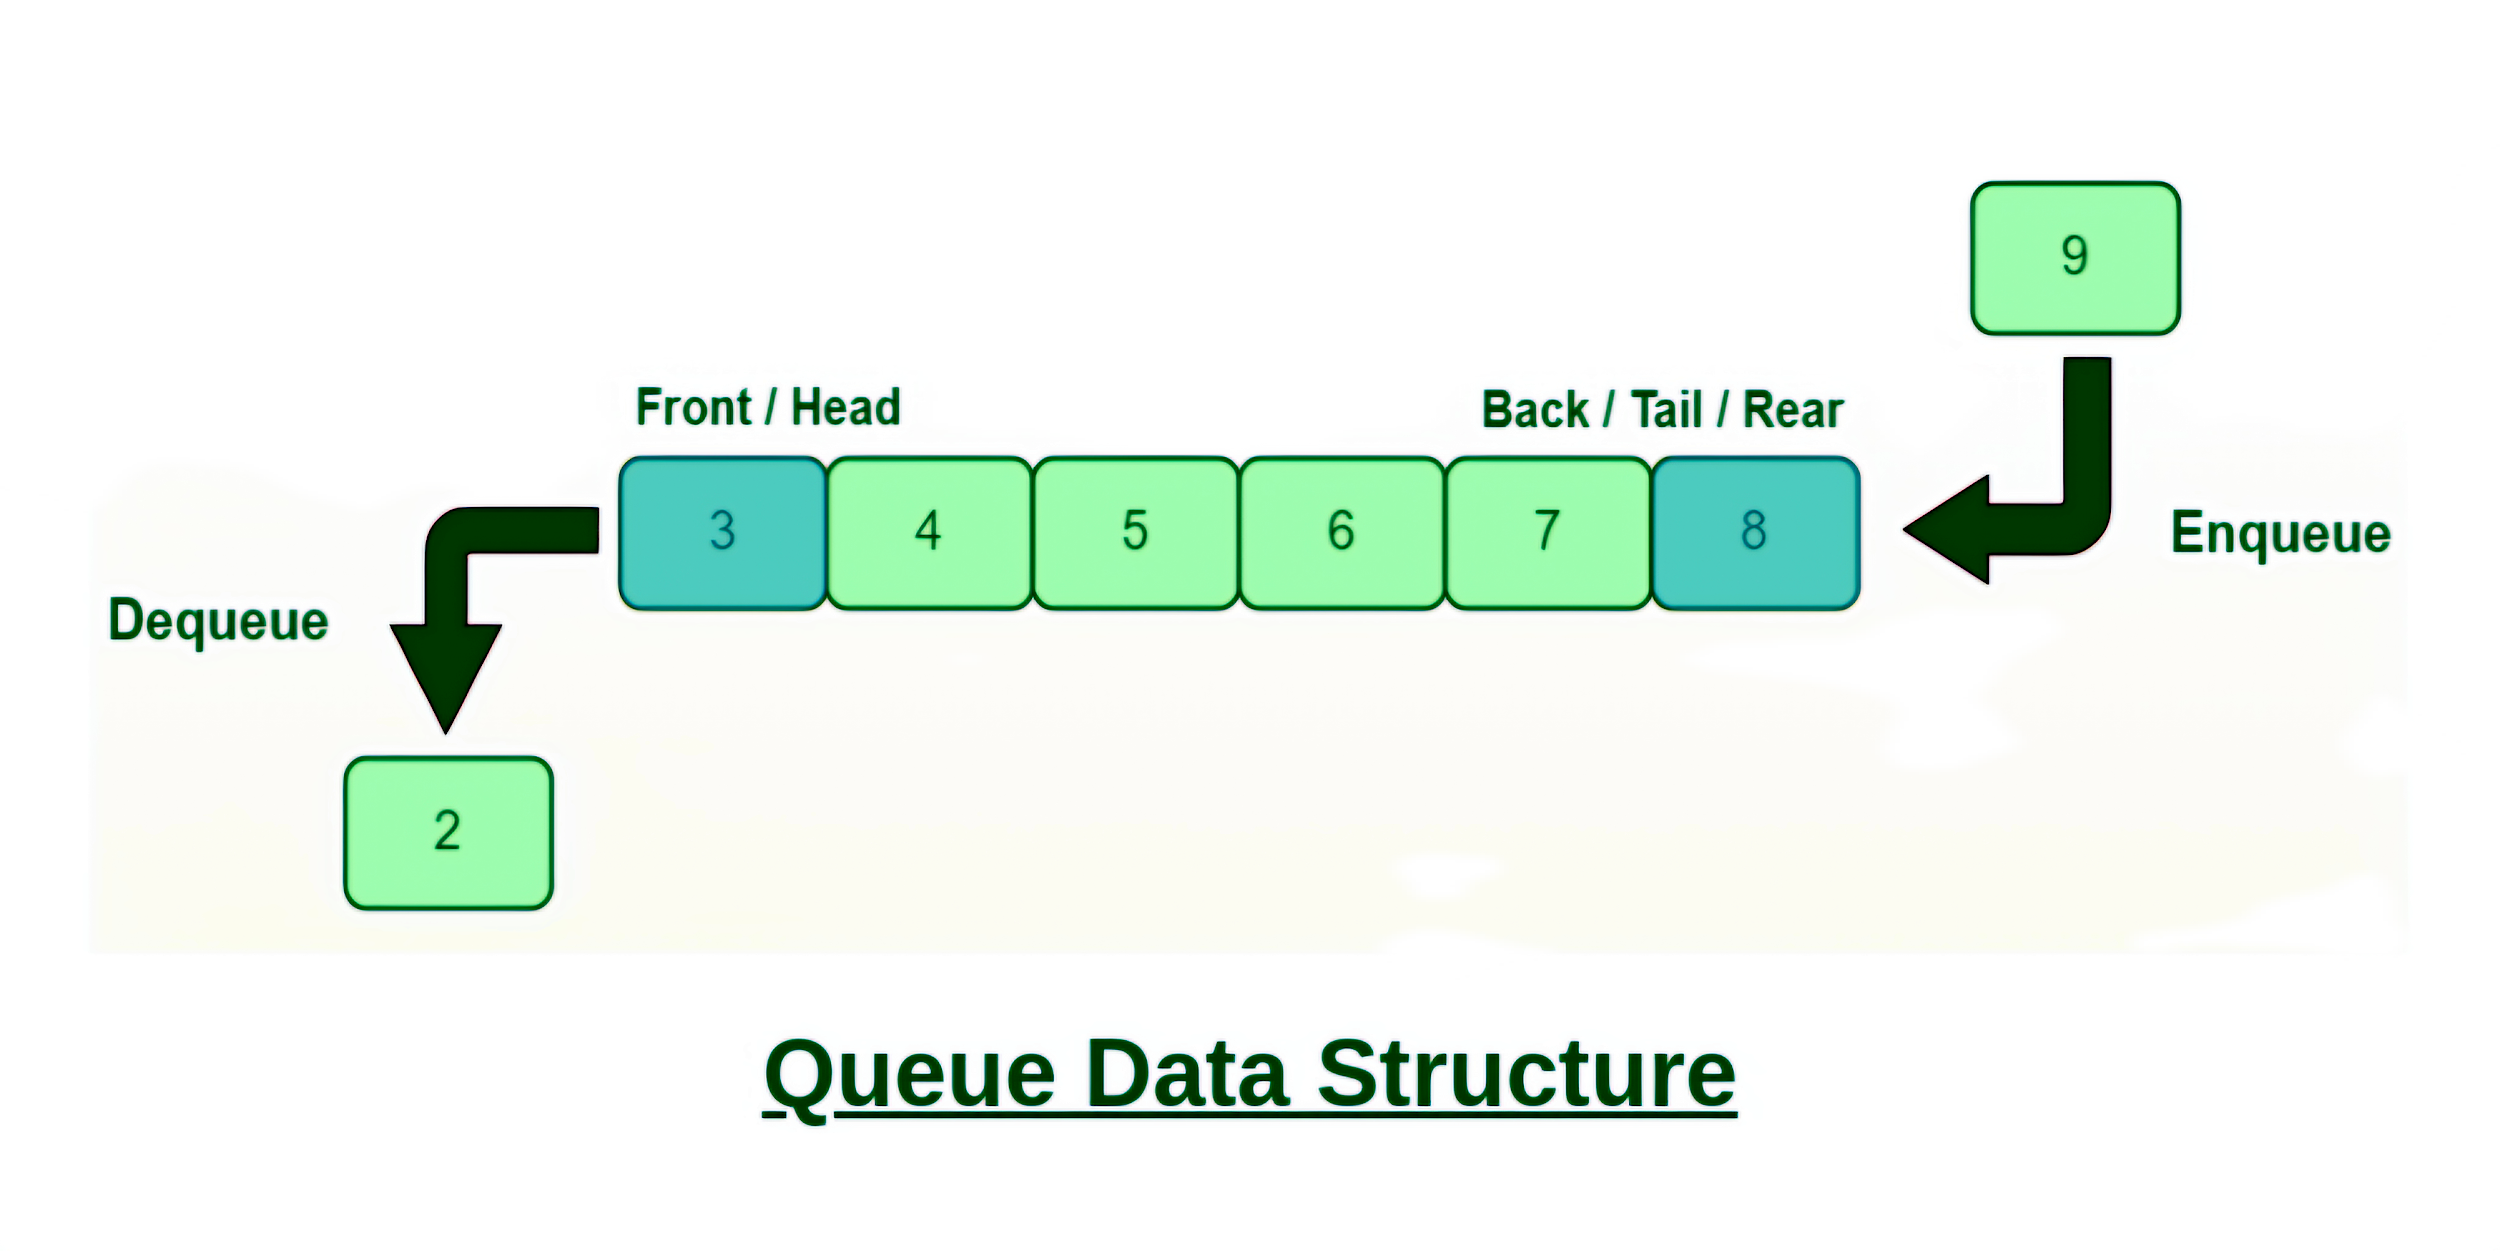 9
Front / Head
Back / Tail / Rear
3 4 5 6 7 8
Enqueue
Dequeue
2
Queue Data Structure